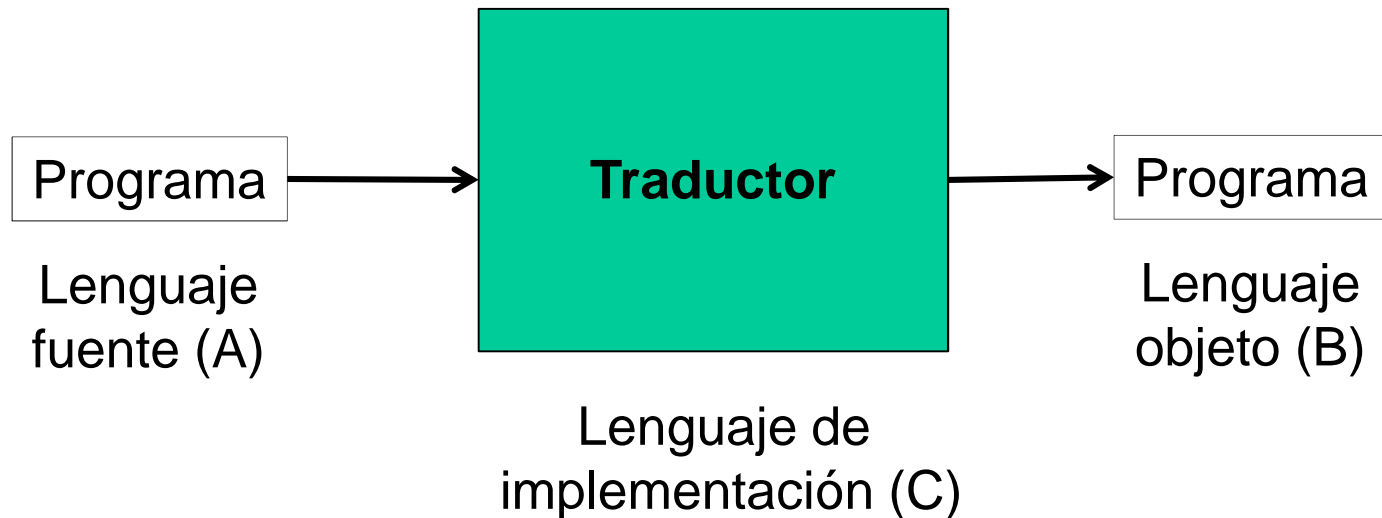 Programa
Traductor
Programa
Lenguaje
fuente (A)
Lenguaje
objeto (B)
Lenguaje de
implementación (C)